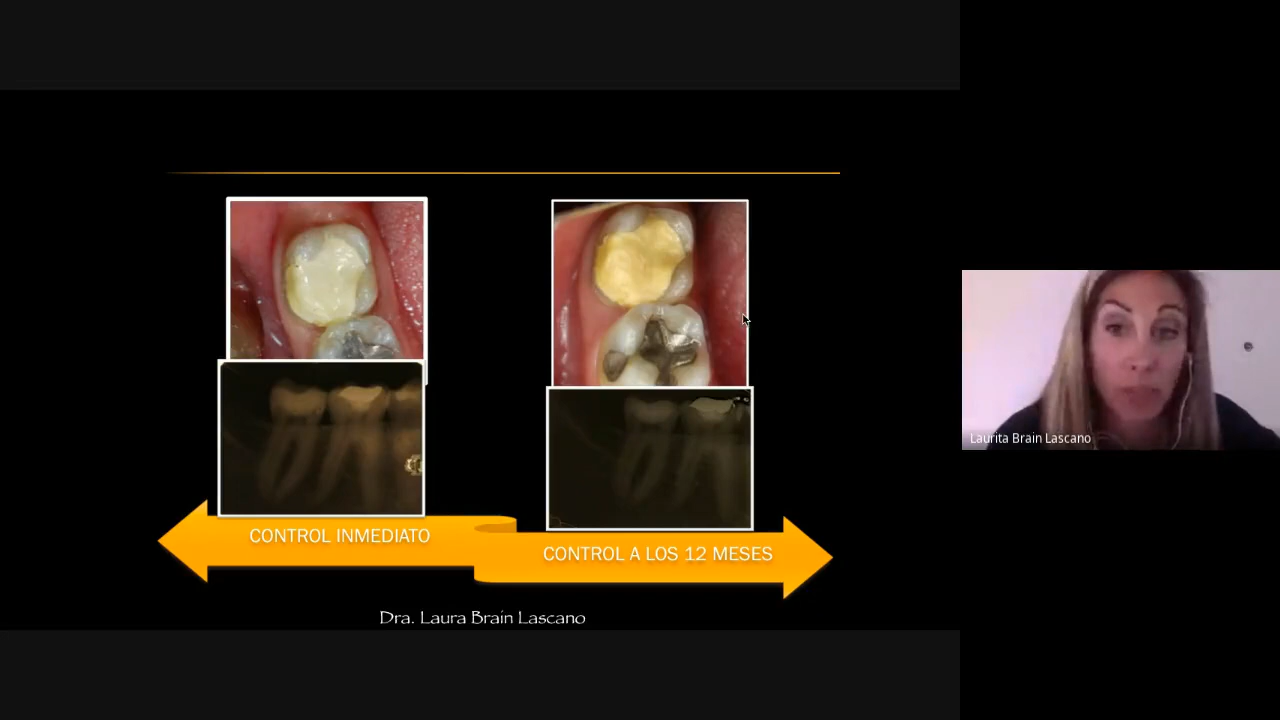 CONTROL INMEDIATO
CONTROL A LOS 12 MESES
Dra. Laura Brain Lascano
Laurita Brain Lascano